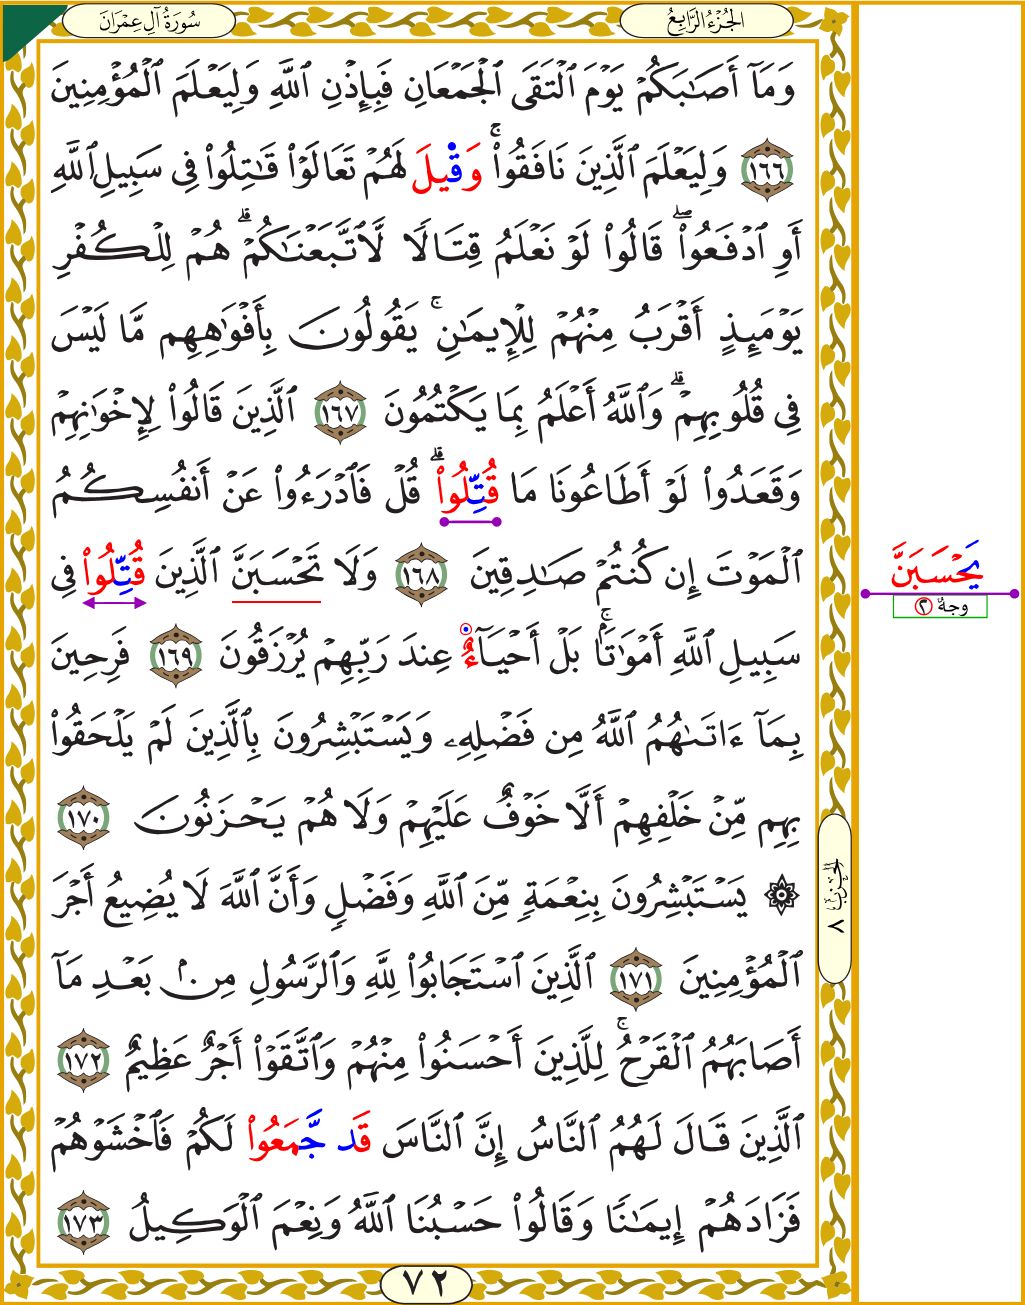 سُورَةُ آلِ عِمْرَانَ
الجُزْءُ الرَّابِعُ
وَمَآ أَصَٰبَكُمْ يَوْمَ ٱلْتَقَى ٱلْجَمْعَانِ فَبِإِذْنِ ٱللَّهِ وَلِيَعْلَمَ ٱلْمُؤْمِنِينَ
١٦٦ وَلِيَعْلَمَ ٱلَّذِينَ نَافَقُوا۟ ۚ وَقِيلَ لَهُمْ تَعَالَوْا۟ قَٰتِلُوا۟ فِى سَبِيلِ ٱللَّهِ
أَوِ ٱدْفَعُوا۟ ۖ قَالُوا۟ لَوْ نَعْلَمُ قِتَالًا لَّٱتَّبَعْنَٰكُمْ ۗ هُمْ لِلْكُفْرِ
يَوْمَئِذٍ أَقْرَبُ مِنْهُمْ لِلْإِيمَٰنِ ۚ يَقُولُونَ بِأَفْوَٰهِهِم مَّا لَيْسَ
فِى قُلُوبِهِمْ ۗ وَٱللَّهُ أَعْلَمُ بِمَا يَكْتُمُونَ ١٦٧ ٱلَّذِينَ قَالُوا۟ لِإِخْوَٰنِهِمْ
وَقَعَدُوا۟ لَوْ أَطَاعُونَا مَا قُتِّلُوا۟ ۗ قُلْ فَٱدْرَءُوا۟ عَنْ أَنفُسِكُمُ
ٱلْمَوْتَ إِن كُنتُمْ صَٰدِقِينَ ١٦٨ وَلَا تَحْسَبَنَّ ٱلَّذِينَ قُتِّلُوا۟ فِى
يَحْسَبَنَّ
وجهٌ ٢
سَبِيلِ ٱللَّهِ أَمْوَٰتًۢا ۚ بَلْ أَحْيَآءٌ عِندَ رَبِّهِمْ يُرْزَقُونَ ١٦٩ فَرِحِينَ
بِمَآ ءَاتَىٰهُمُ ٱللَّهُ مِن فَضْلِهِۦ وَيَسْتَبْشِرُونَ بِٱلَّذِينَ لَمْ يَلْحَقُوا۟
بِهِم مِّنْ خَلْفِهِمْ أَلَّا خَوْفٌ عَلَيْهِمْ وَلَا هُمْ يَحْزَنُونَ ١٧٠
۞ يَسْتَبْشِرُونَ بِنِعْمَةٍ مِّنَ ٱللَّهِ وَفَضْلٍ وَأَنَّ ٱللَّهَ لَا يُضِيعُ أَجْرَ
الحِزْبُ ٨
ٱلْمُؤْمِنِينَ ١٧١ ٱلَّذِينَ ٱسْتَجَابُوا۟ لِلَّهِ وَٱلرَّسُولِ مِنۢ بَعْدِ مَآ
أَصَابَهُمُ ٱلْقَرْحُ ۚ لِلَّذِينَ أَحْسَنُوا۟ مِنْهُمْ وَٱتَّقَوْا۟ أَجْرٌ عَظِيمٌ ١٧٢
ٱلَّذِينَ قَالَ لَهُمُ ٱلنَّاسُ إِنَّ ٱلنَّاسَ قَد جَّمَعُوا۟ لَكُمْ فَٱخْشَوْهُمْ
فَزَادَهُمْ إِيمَٰنًا وَقَالُوا۟ حَسْبُنَا ٱللَّهُ وَنِعْمَ ٱلْوَكِيلُ ١٧٣
٧٢